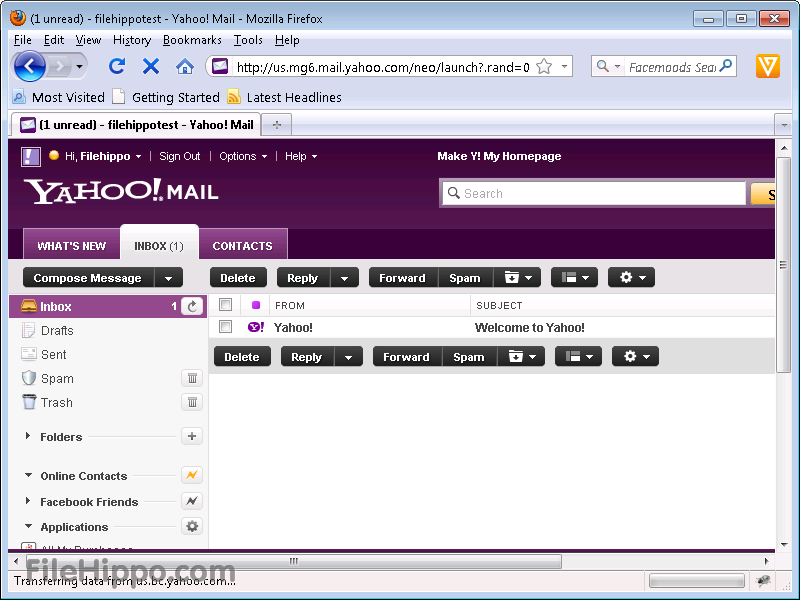 (1 unread) - filehippotest - Yahoo! Mail - Mozilla Firefox
File Edit View History Bookmarks Tools Help
http://us.mg6.mail.yahoo.com/neo/launch?.rand=0 Facemoods Sea
Most Visited Getting Started Latest Headlines
(1 unread) - filehippotest - Yahoo! Mail
Hi, Filehippo | Sign Out | Options | Help Make Y! My Homepage
YAHOO! MAIL Search S
WHAT'S NEW INBOX (1) CONTACTS
Compose Message Delete Reply Forward Spam
Inbox 1 FROM SUBJECT
Drafts Y! Yahoo! Welcome to Yahoo!
Sent Delete Reply Forward Spam
Spam
Trash
Folders
Online Contacts
Facebook Friends
Applications
All My Purchases
FileHippo.com
Transferring data from us.bc.yahoo.com...